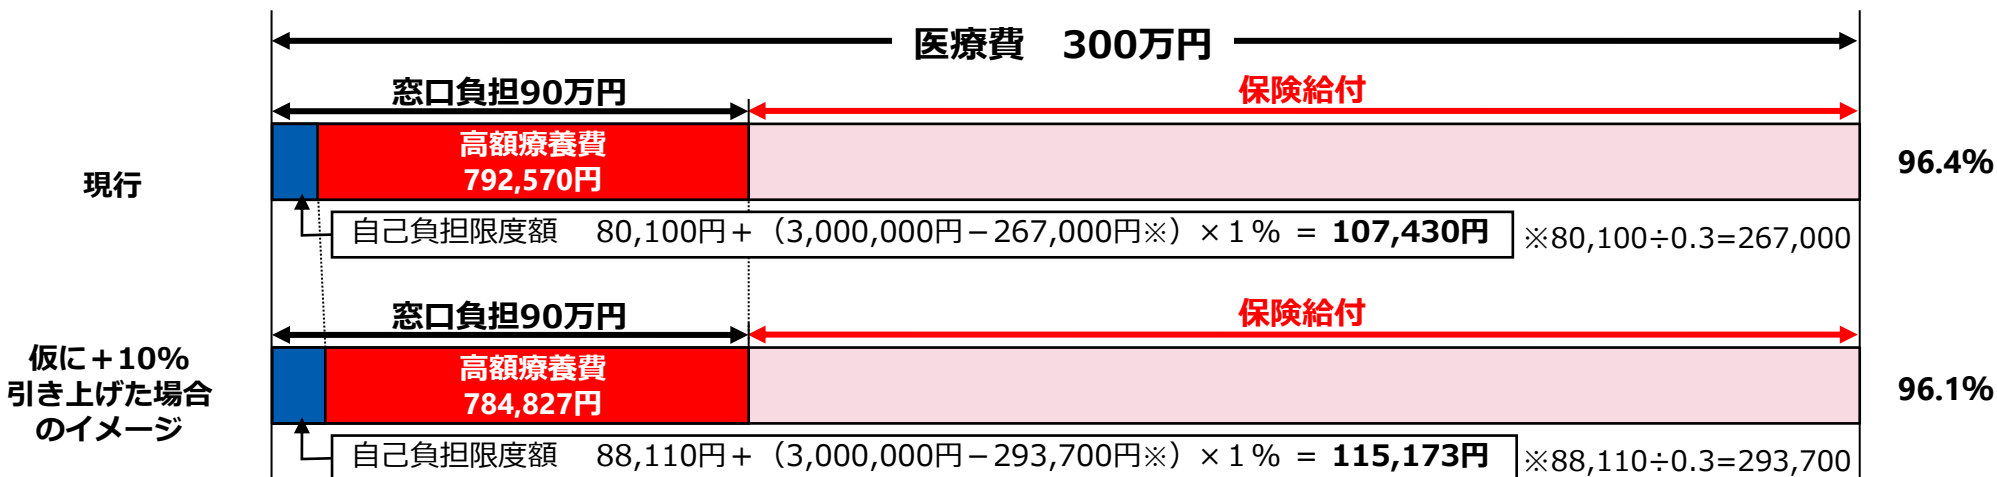 医療費　300万円
窓口負担90万円
保険給付
現行
高額療養費
792,570円
96.4%
自己負担限度額　80,100円＋（3,000,000円－267,000円※）×１％ ＝ 107,430円
※80,100÷0.3=267,000
窓口負担90万円
保険給付
仮に＋10%
引き上げた場合
のイメージ
高額療養費
784,827円
96.1%
自己負担限度額　88,110円＋（3,000,000円－293,700円※）×１％ ＝ 115,173円
※88,110÷0.3=293,700